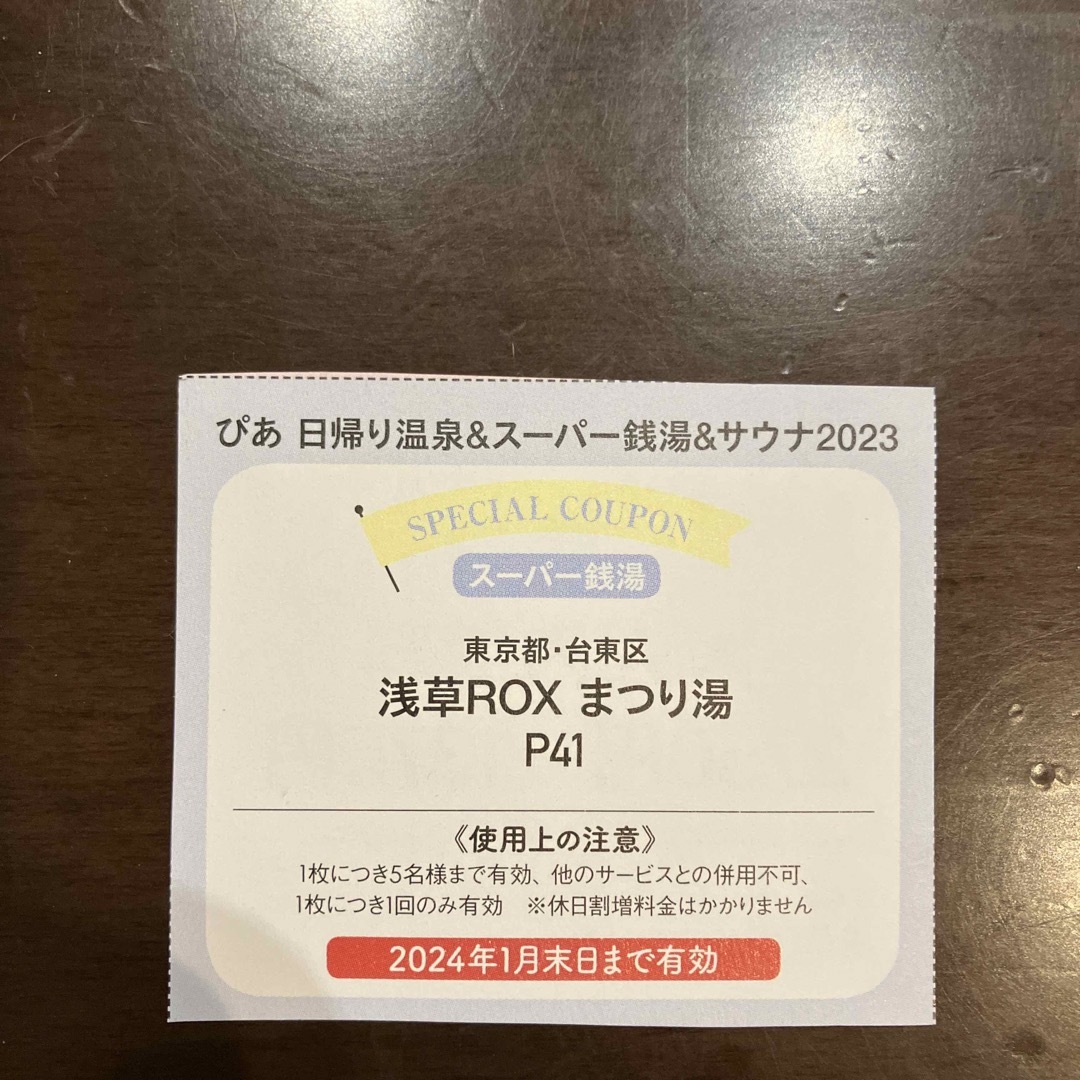 ぴあ 日帰り温泉&スーパー銭湯&サウナ2023
SPECIAL COUPON
スーパー銭湯
東京都・台東区
浅草ROX まつり湯
P41
《使用上の注意》
1枚につき5名様まで有効、他のサービスとの併用不可、
1枚につき1回のみ有効　※休日割増料金はかかりません
2024年1月末日まで有効